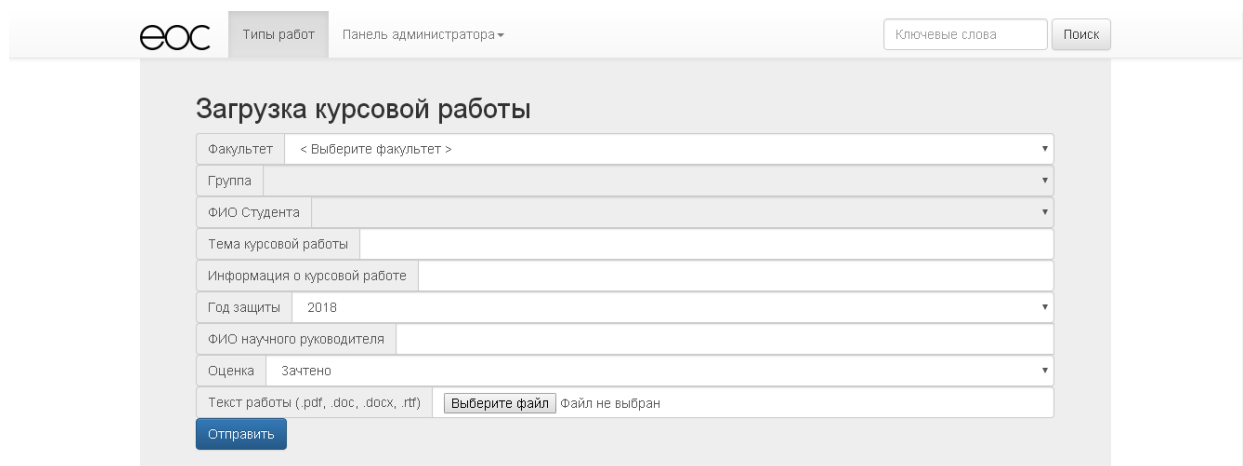 eoc Типы работ Панель администратора Ключевые слова Поиск
Загрузка курсовой работы
Факультет < Выберите факультет >
Группа
ФИО Студента
Тема курсовой работы
Информация о курсовой работе
Год защиты 2018
ФИО научного руководителя
Оценка Зачтено
Текст работы (.pdf, .doc, .docx, .rtf) Выберите файл Файл не выбран
Отправить